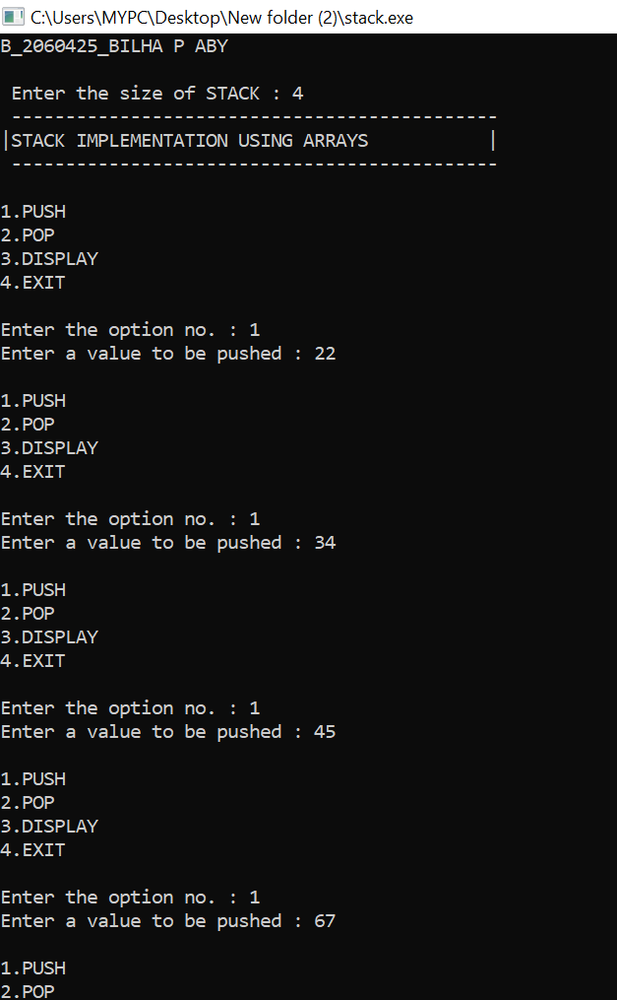 C:\Users\MYPC\Desktop\New folder (2)\stack.exe
B_2060425_BILHA P ABY
Enter the size of STACK : 4
---------------------------------------------
|STACK IMPLEMENTATION USING ARRAYS           |
---------------------------------------------
1.PUSH
2.POP
3.DISPLAY
4.EXIT
Enter the option no. : 1
Enter a value to be pushed : 22
1.PUSH
2.POP
3.DISPLAY
4.EXIT
Enter the option no. : 1
Enter a value to be pushed : 34
1.PUSH
2.POP
3.DISPLAY
4.EXIT
Enter the option no. : 1
Enter a value to be pushed : 45
1.PUSH
2.POP
3.DISPLAY
4.EXIT
Enter the option no. : 1
Enter a value to be pushed : 67
1.PUSH
2.POP